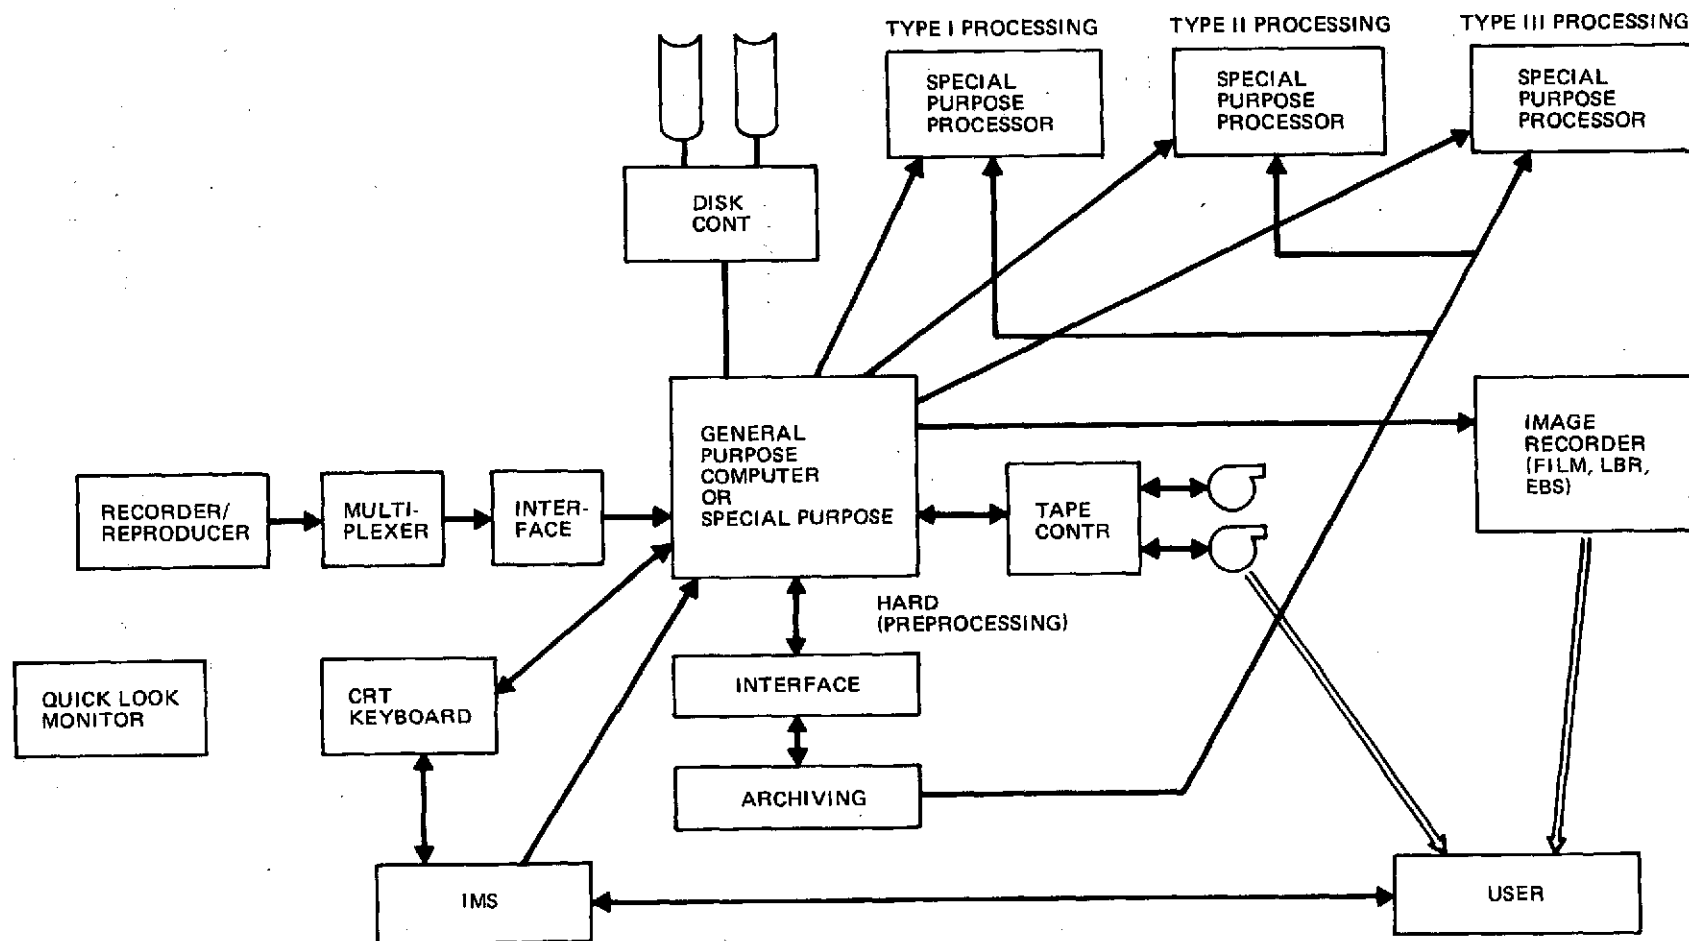 TYPE I PROCESSING
TYPE II PROCESSING
TYPE III PROCESSING
SPECIAL
PURPOSE
PROCESSOR
SPECIAL
PURPOSE
PROCESSOR
SPECIAL
PURPOSE
PROCESSOR
DISK
CONT
GENERAL
PURPOSE
COMPUTER
OR
SPECIAL PURPOSE
IMAGE
RECORDER
(FILM, LBR,
EBS)
RECORDER/
REPRODUCER
MULTI-
PLEXER
INTER-
FACE
TAPE
CONTR
HARD
(PREPROCESSING)
QUICK LOOK
MONITOR
CRT
KEYBOARD
INTERFACE
ARCHIVING
IMS
USER